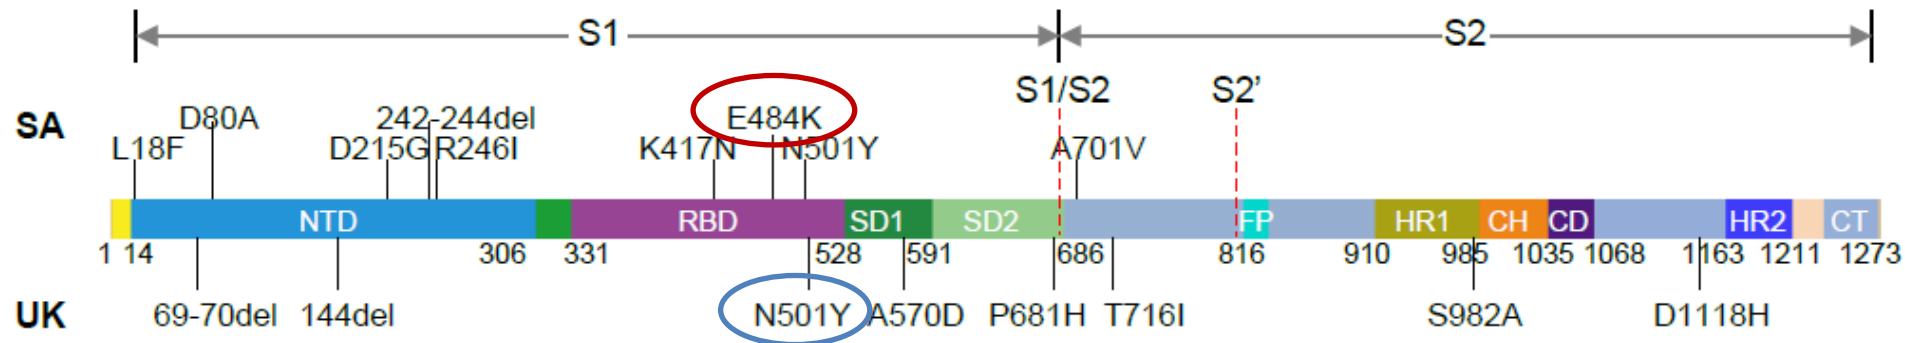 S1 S2
S1/S2 S2’
SA D80A 242-244del E484K
L18F D215G R246I K417N N501Y A701V
NTD RBD SD1 SD2 FP HR1 CH CD HR2 CT
1 14 306 331 528 591 686 816 910 985 1035 1068 1163 1211 1273
UK 69-70del 144del N501Y A570D P681H T716I S982A D1118H